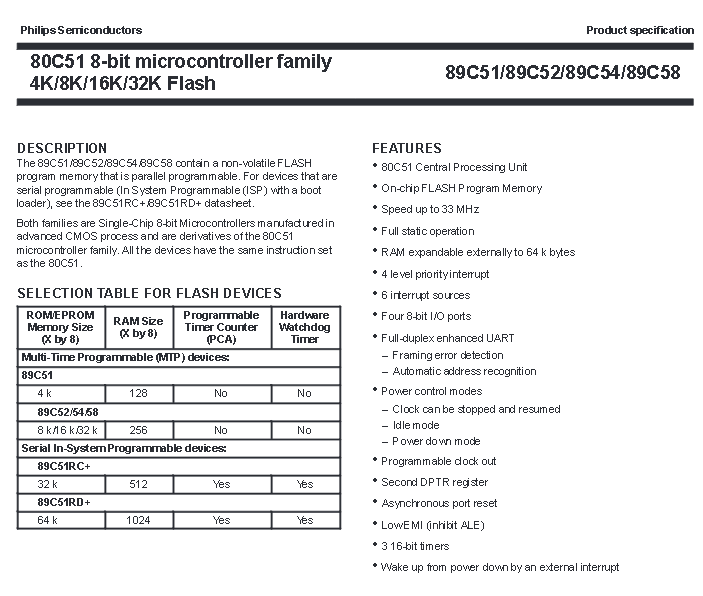 Philips Semiconductors
Product specification
80C51 8-bit microcontroller family
4K/8K/16K/32K Flash
89C51/89C52/89C54/89C58
DESCRIPTION
The 89C51/89C52/89C54/89C58 contain a non-volatile FLASH
program memory that is parallel programmable. For devices that are
serial programmable (In System Programmable (ISP) with a boot
loader), see the 89C51RC+/89C51RD+ datasheet.
Both families are Single-Chip 8-bit Microcontrollers manufactured in
advanced CMOS process and are derivatives of the 80C51
microcontroller family. All the devices have the same instruction set
as the 80C51.
SELECTION TABLE FOR FLASH DEVICES
ROM/EPROM Memory Size (X by 8) RAM Size (X by 8) Programmable Timer Counter (PCA) Hardware Watchdog Timer
Multi-Time Programmable (MTP) devices:
89C51
4 k 128 No No
89C52/54/58
8 k/16 k/32 k 256 No No
Serial In-System Programmable devices:
89C51RC+
32 k 512 Yes Yes
89C51RD+
64 k 1024 Yes Yes
FEATURES
• 80C51 Central Processing Unit
• On-chip FLASH Program Memory
• Speed up to 33 MHz
• Full static operation
• RAM expandable externally to 64 k bytes
• 4 level priority interrupt
• 6 interrupt sources
• Four 8-bit I/O ports
• Full-duplex enhanced UART
– Framing error detection
– Automatic address recognition
• Power control modes
– Clock can be stopped and resumed
– Idle mode
– Power down mode
• Programmable clock out
• Second DPTR register
• Asynchronous port reset
• Low EMI (inhibit ALE)
• 3 16-bit timers
• Wake up from power down by an external interrupt